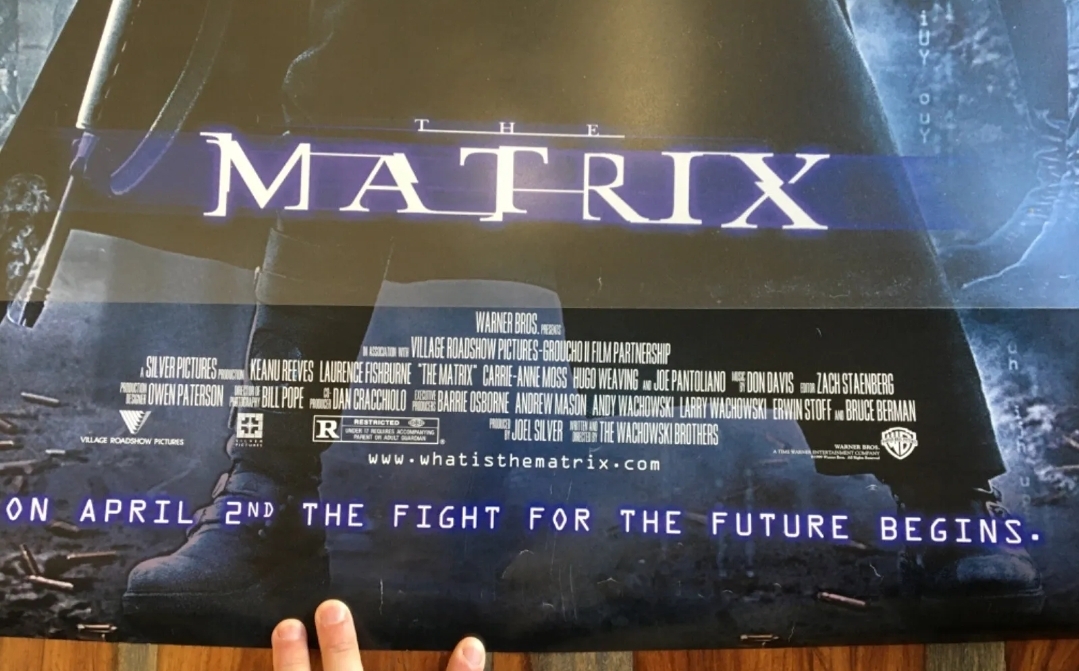 THE
MATRIX
WARNER BROS. PRESENTS
IN ASSOCIATION WITH VILLAGE ROADSHOW PICTURES-GROUCHO II FILM PARTNERSHIP
A SILVER PICTURES PRODUCTION KEANU REEVES LAURENCE FISHBURNE "THE MATRIX" CARRIE-ANNE MOSS HUGO WEAVING AND JOE PANTOLIANO MUSIC BY DON DAVIS EDITOR ZACH STAENBERG
PRODUCTION DESIGNER OWEN PATERSON DIRECTOR OF PHOTOGRAPHY BILL POPE CO-PRODUCER DAN CRACCHIOLO EXECUTIVE PRODUCERS BARRIE OSBORNE ANDREW MASON ANDY WACHOWSKI LARRY WACHOWSKI ERWIN STOFF AND BRUCE BERMAN
PRODUCED BY JOEL SILVER WRITTEN AND DIRECTED BY THE WACHOWSKI BROTHERS
VILLAGE ROADSHOW PICTURES
SILVER PICTURES
R RESTRICTED
UNDER 17 REQUIRES ACCOMPANYING
PARENT OR ADULT GUARDIAN
®
WARNER BROS.
A TIME WARNER ENTERTAINMENT COMPANY
WB
www.whatisthematrix.com
ON APRIL 2ND THE FIGHT FOR THE FUTURE BEGINS.